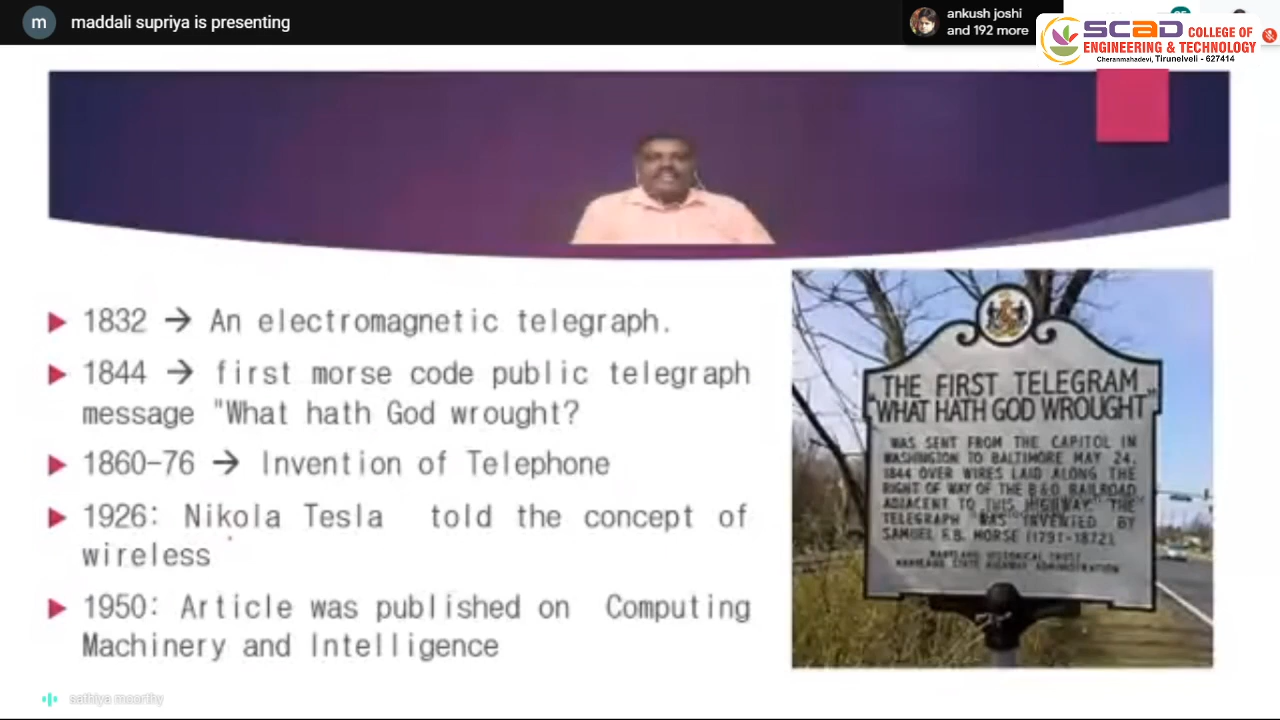 m
maddali supriya is presenting
ankush joshi
and 192 more
SCAD COLLEGE OF
ENGINEERING & TECHNOLOGY
Cheranmahadevi, Tirunelveli - 627414
1832 → An electromagnetic telegraph.
1844 → first morse code public telegraph
message "What hath God wrought?
1860-76 → Invention of Telephone
1926: Nikola Tesla told the concept of
wireless
1950: Article was published on Computing
Machinery and Intelligence
THE FIRST TELEGRAM
"WHAT HATH GOD WROUGHT"
WAS SENT FROM THE CAPITOL IN
WASHINGTON TO BALTIMORE MAY 24,
1844 OVER WIRES LAID ALONG THE
RIGHT OF WAY OF THE B&O RAILROAD
ADJACENT TO THIS HIGHWAY. THE
TELEGRAPH WAS INVENTED BY
SAMUEL F.B. MORSE (1791-1872).
MARYLAND HISTORICAL TRUST
MARYLAND STATE HIGHWAY ADMINISTRATION
sathiya moorthy